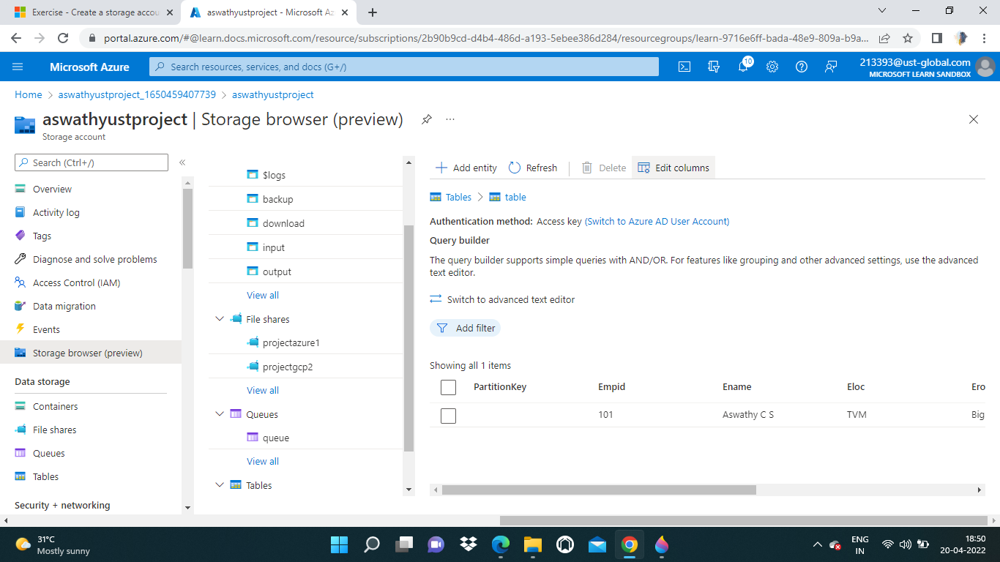 Exercise - Create a storage accou
aswathyustproject - Microsoft Az
portal.azure.com/#@learn.docs.microsoft.com/resource/subscriptions/2b90b9cd-d4b4-486d-a193-5ebee386d284/resourcegroups/learn-9716e6ff-bada-48e9-809a-b9a...
Microsoft Azure
Search resources, services, and docs (G+/)
10
213393@ust-global.com
MICROSOFT LEARN SANDBOX
Home > aswathyustproject_1650459407739 > aswathyustproject
aswathyustproject | Storage browser (preview)
...
Storage account
Search (Ctrl+/)
«
Overview
Activity log
Tags
Diagnose and solve problems
Access Control (IAM)
Data migration
Events
Storage browser (preview)
Data storage
Containers
File shares
Queues
Tables
Security + networking
$logs
backup
download
input
output
View all
File shares
projectazure1
projectgcp2
View all
Queues
queue
View all
Tables
Add entity Refresh Delete Edit columns
Tables > table
Authentication method: Access key (Switch to Azure AD User Account)
Query builder
The query builder supports simple queries with AND/OR. For features like grouping and other advanced settings, use the advanced
text editor.
Switch to advanced text editor
Add filter
Showing all 1 items
PartitionKey Empid Ename Eloc Ero
101 Aswathy C S TVM Big
31°C
Mostly sunny
ENG
IN
18:50
20-04-2022